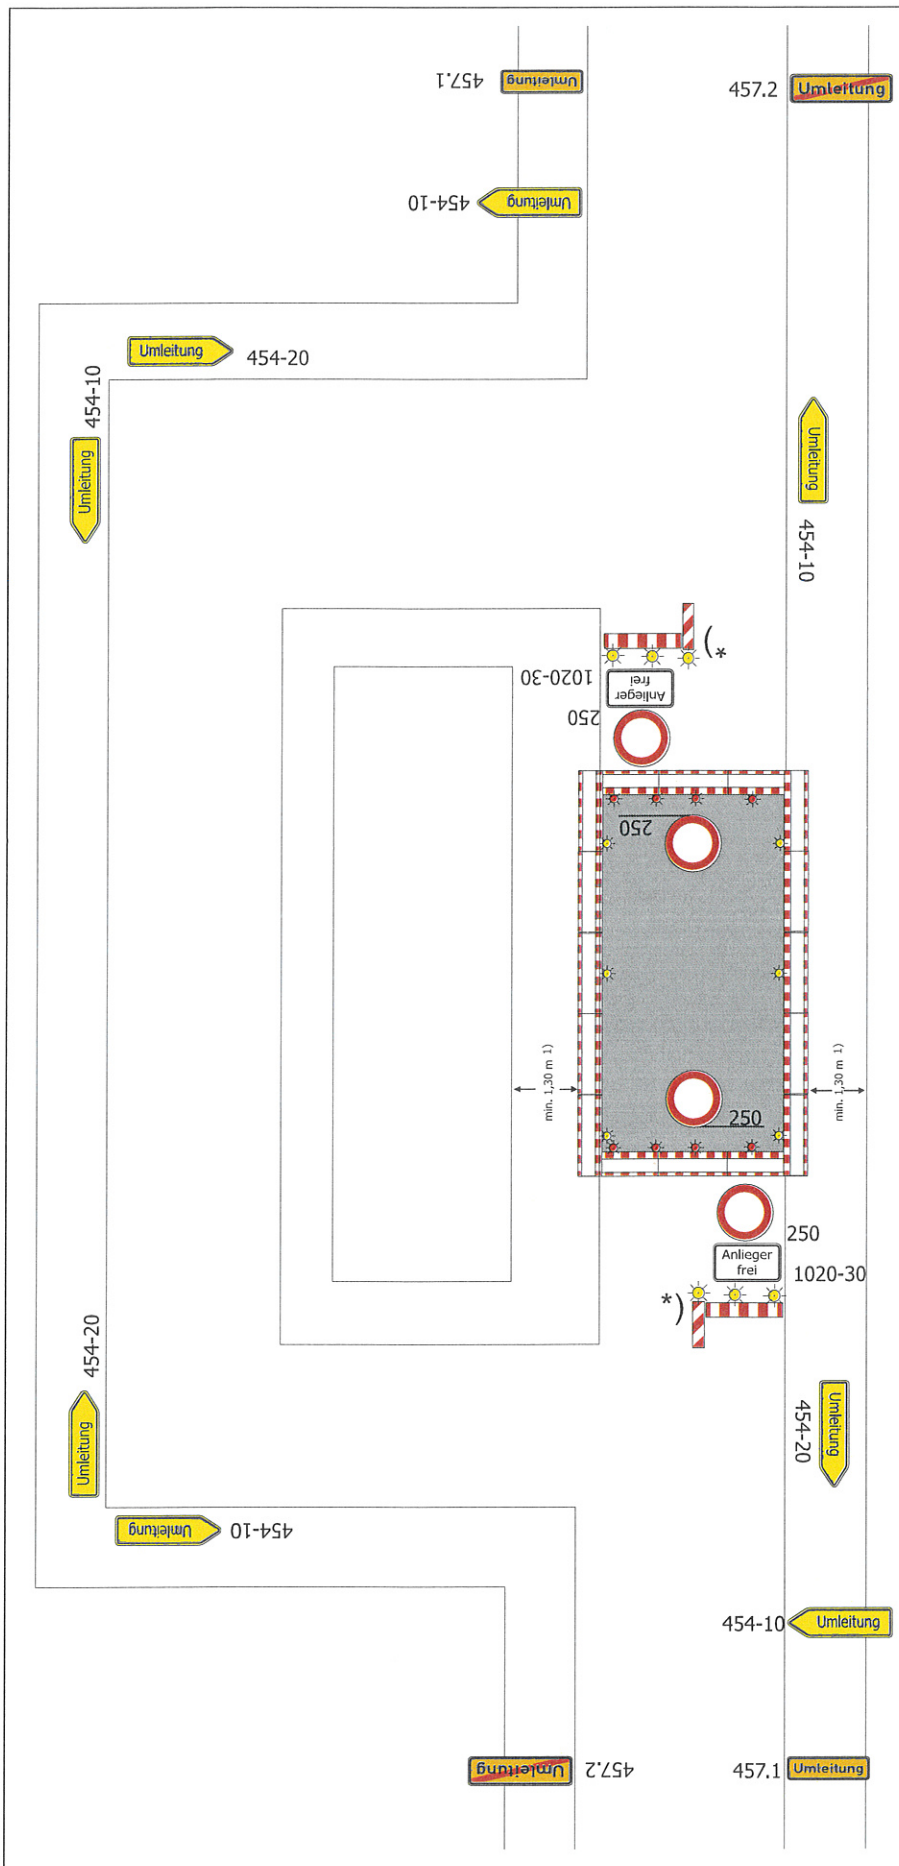 457.1
Umleitung
457.2
Umleitung
454-10
Umleitung
Umleitung
454-20
454-10
Umleitung
Umleitung
454-10
*)
1020-30
Anlieger
frei
250
250
min. 1,30 m 1)
min. 1,30 m 1)
250
250
Anlieger
frei
1020-30
*)
454-20
Umleitung
454-20
Umleitung
Umleitung
454-10
454-10
Umleitung
Umleitung
457.2
457.1
Umleitung